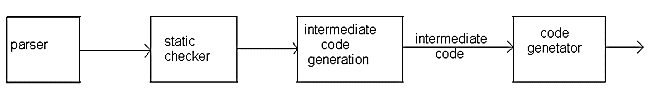 parser
static
checker
intermediate
code
generation
intermediate
code
code
genetator